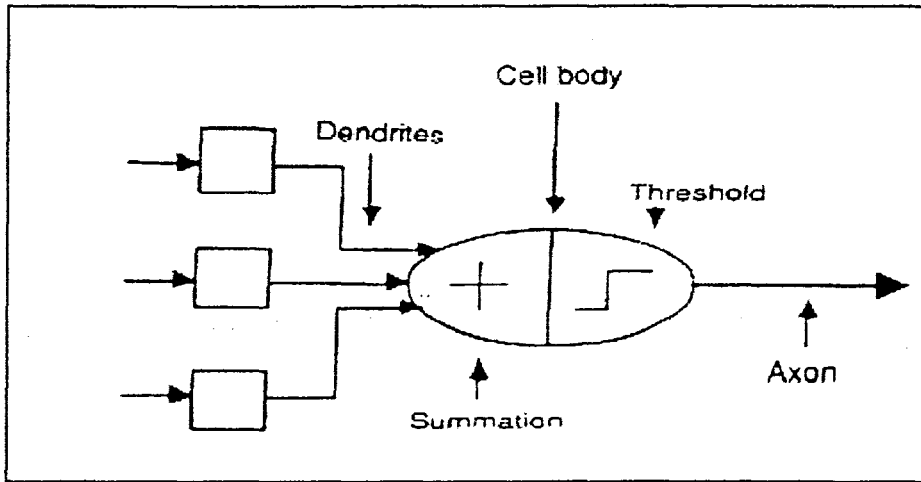 Cell body
Dendrites
Threshold
Axon
Summation